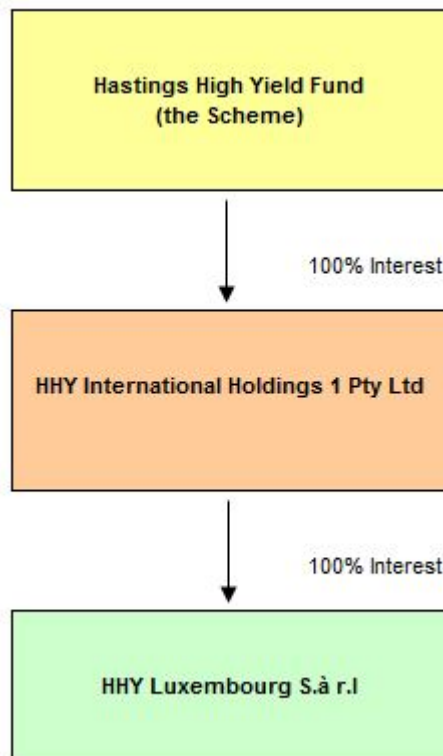 Hastings High Yield Fund
(the Scheme)
100% Interest
HHY International Holdings 1 Pty Ltd
100% Interest
HHY Luxembourg S.à r.l